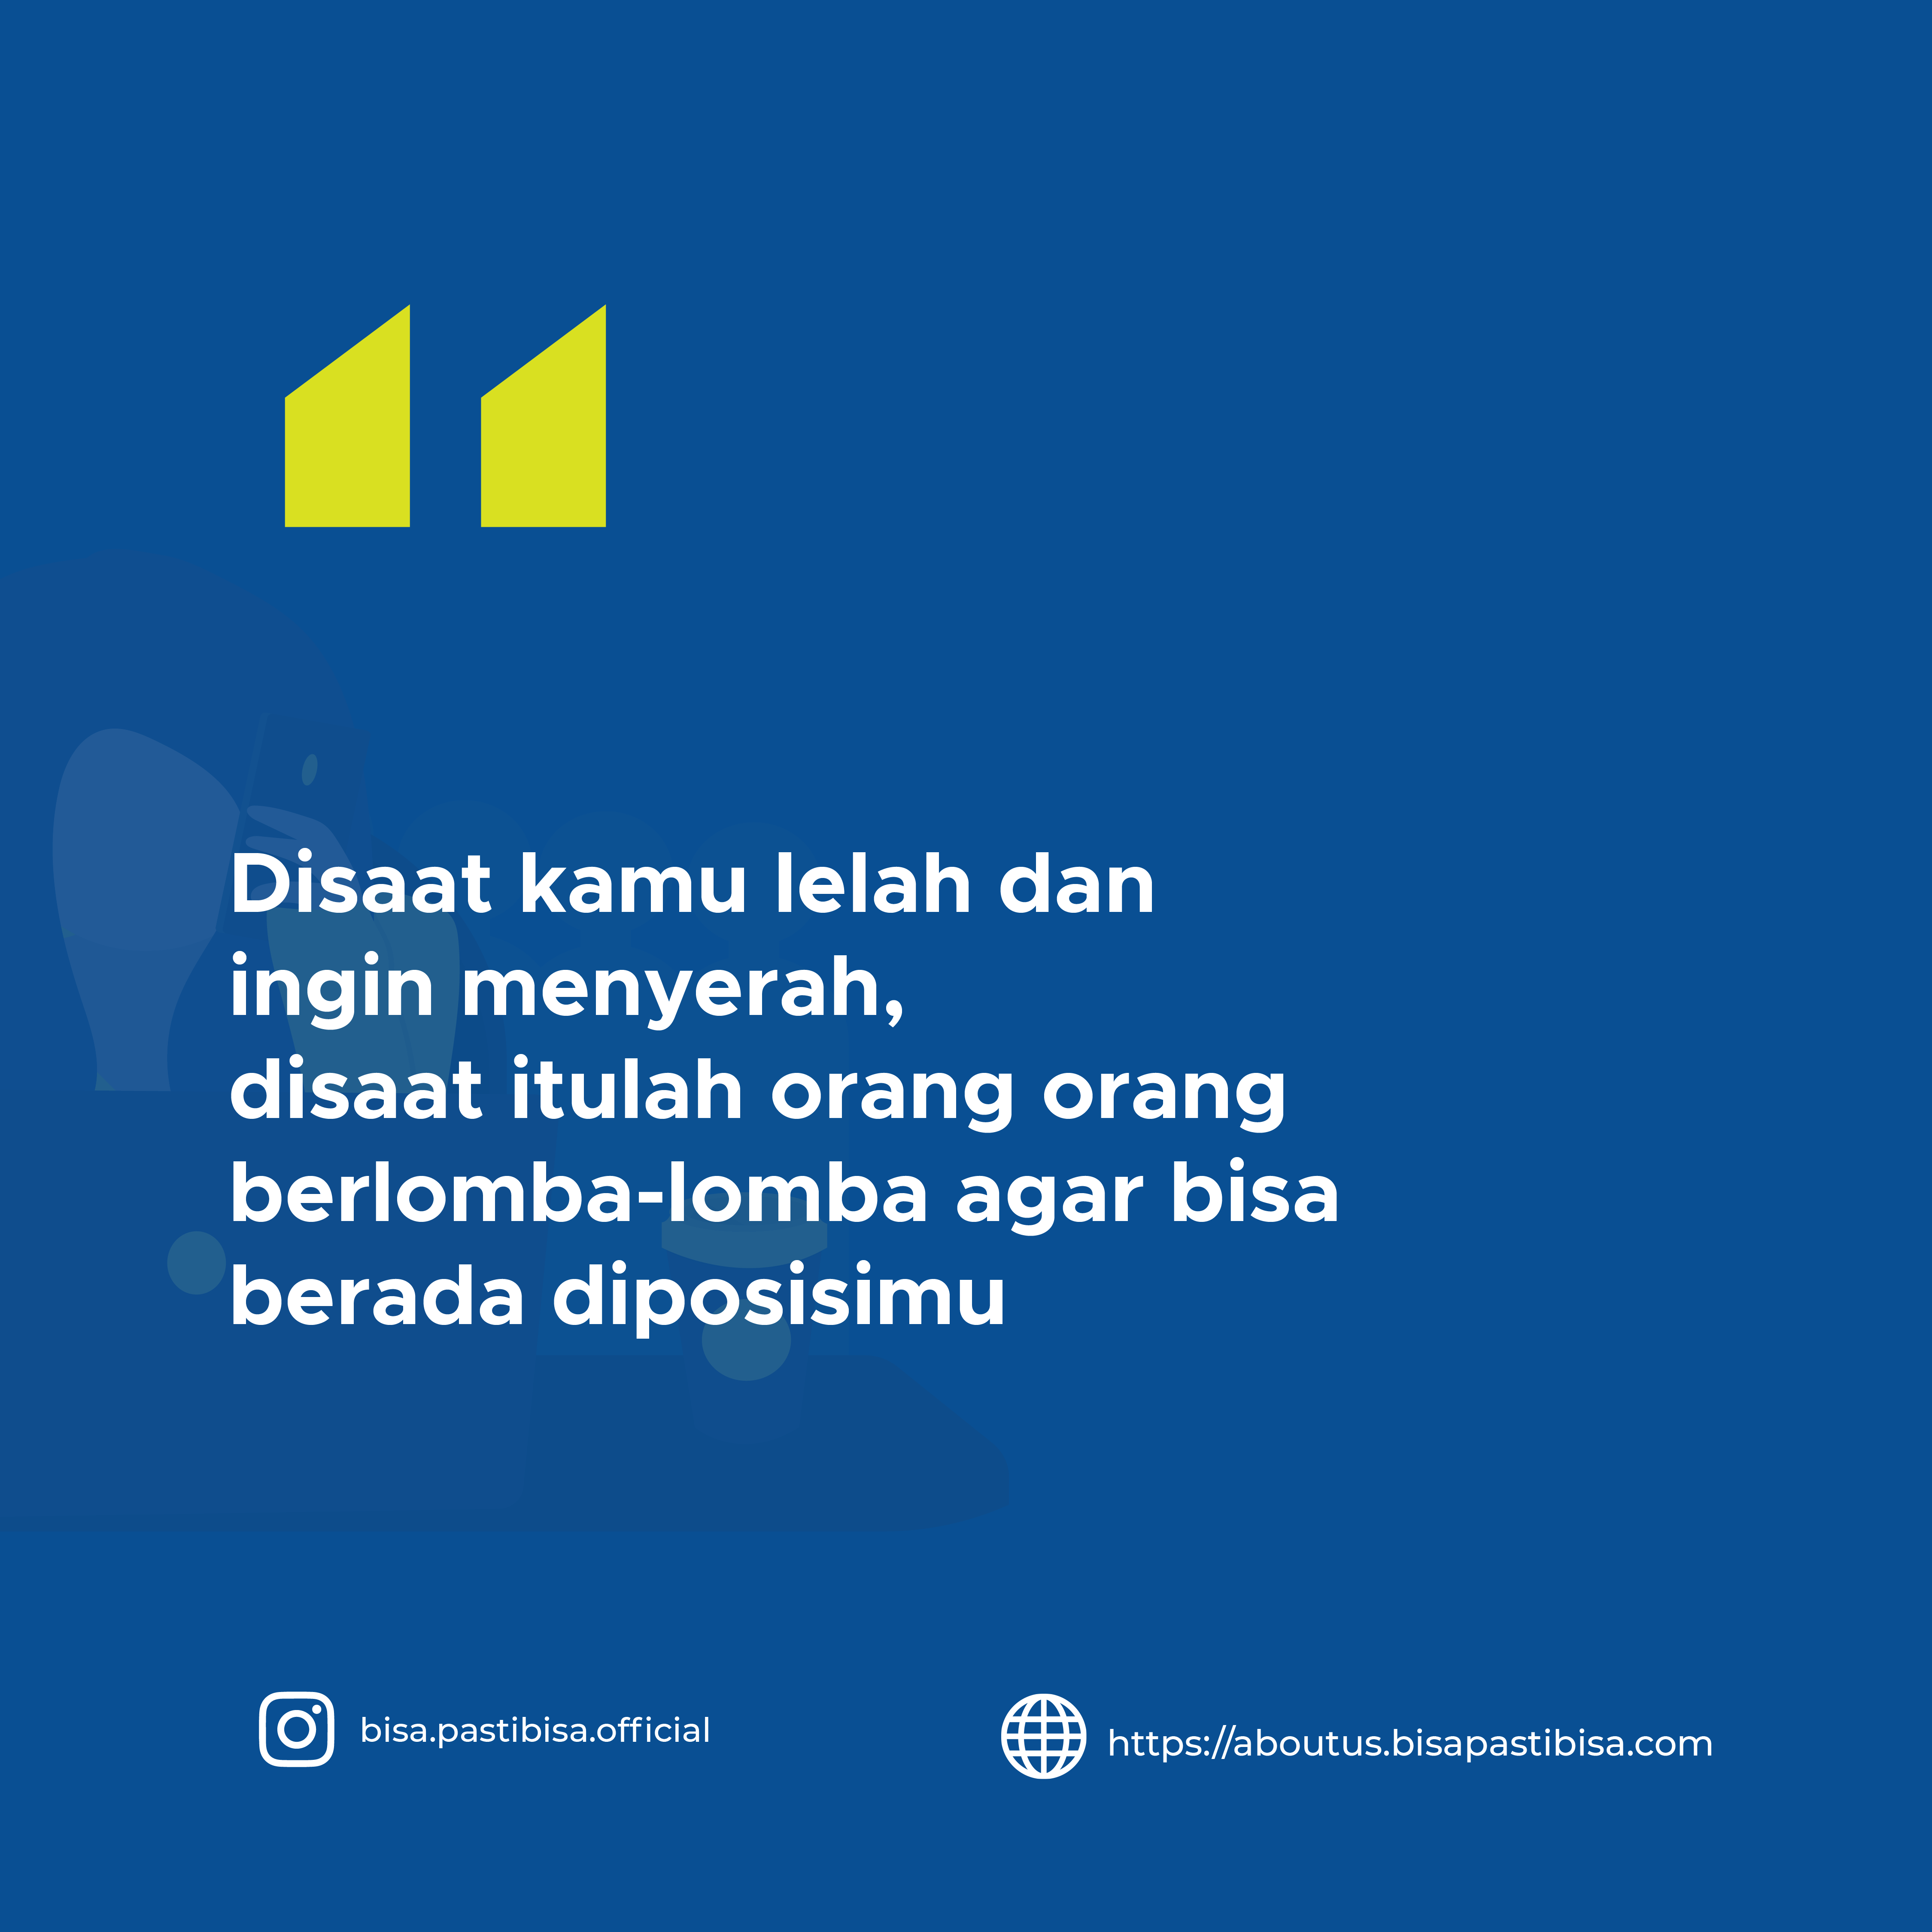 Disaat kamu lelah dan
ingin menyerah,
disaat itulah orang orang
berlomba-lomba agar bisa
berada diposisimu
bisa.pastibisa.official
https://aboutus.bisapastibisa.com